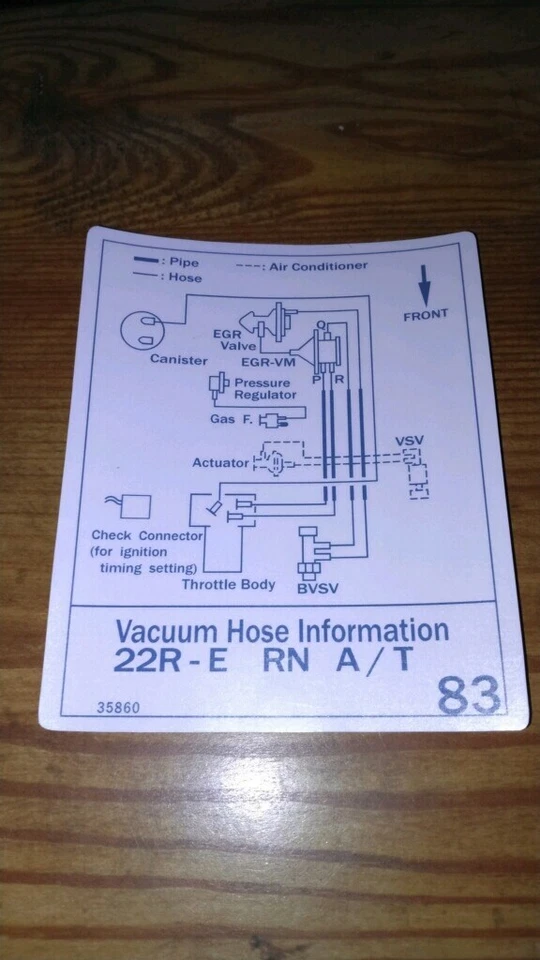 : Pipe
: Hose
: Air Conditioner
FRONT
Canister
EGR
Valve
EGR-VM
Q
P R
Pressure
Regulator
Gas F.
Actuator
VSV
Check Connector
(for ignition
timing setting)
Throttle Body
BVSV
Vacuum Hose Information
22R-E RN A/T
35860
83